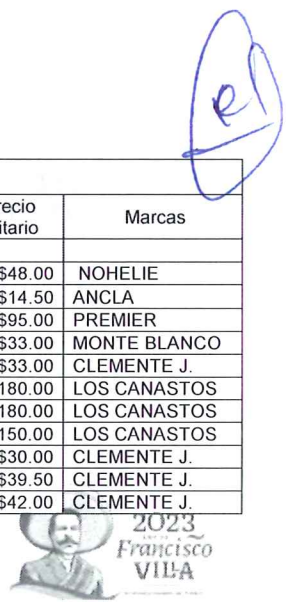 recio
itario
Marcas
$48.00 NOHELIE
$14.50 ANCLA
$95.00 PREMIER
$33.00 MONTE BLANCO
$33.00 CLEMENTE J.
180.00 LOS CANASTOS
180.00 LOS CANASTOS
150.00 LOS CANASTOS
$30.00 CLEMENTE J.
$39.50 CLEMENTE J.
$42.00 CLEMENTE J.
2023
Francisco
VILLA